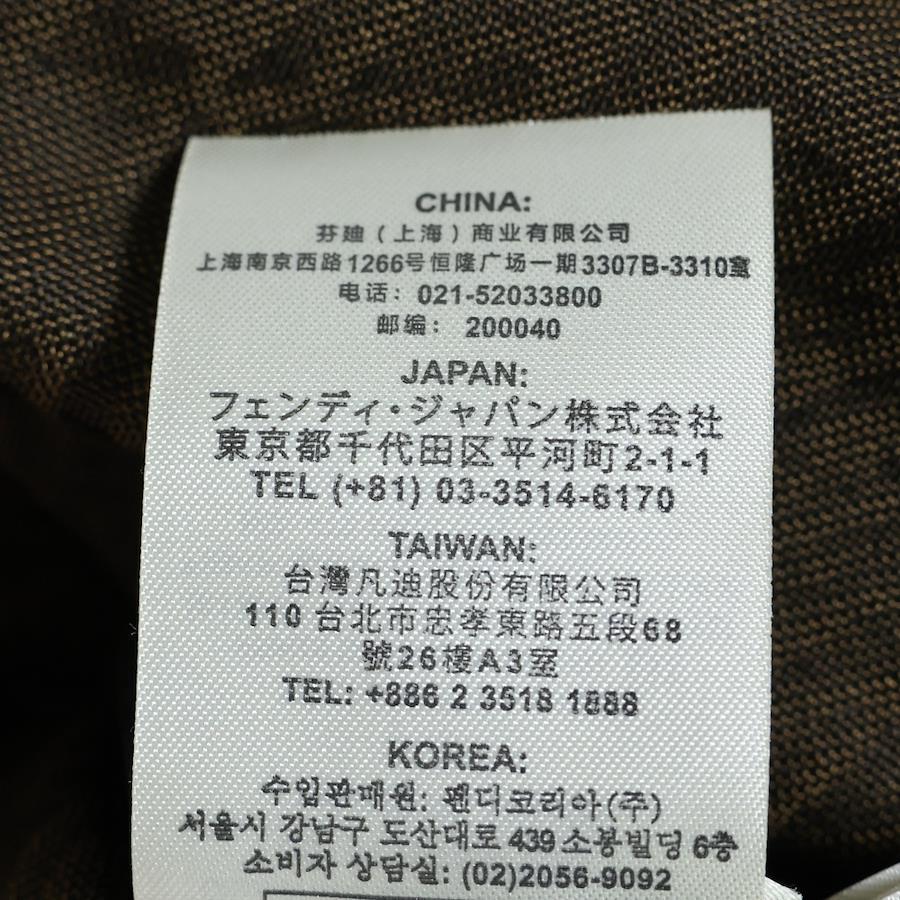 CHINA:
芬迪（上海）商业有限公司
上海南京西路1266号恒隆广场一期3307B-3310室
电话： 021-52033800
邮编： 200040
JAPAN:
フェンディ・ジャパン株式会社
東京都千代田区平河町2-1-1
TEL (+81) 03-3514-6170
TAIWAN:
台灣凡迪股份有限公司
110 台北市忠孝東路五段68
號26樓A3室
TEL: +886 2 3518 1888
KOREA:
수입판매원: 펜디코리아(주)
서울시 강남구 도산대로 439 소봉빌딩 6층
소비자 상담실: (02)2056-9092